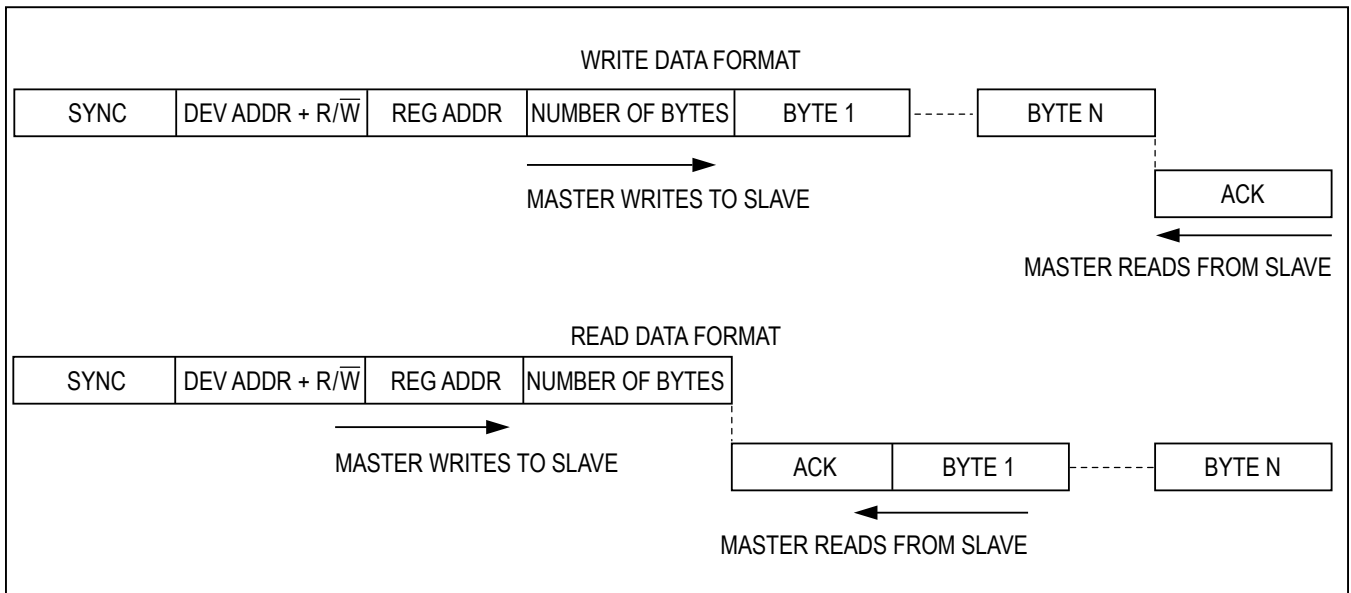 WRITE DATA FORMAT
SYNC DEV ADDR + R/W̅ REG ADDR NUMBER OF BYTES BYTE 1 BYTE N
MASTER WRITES TO SLAVE
ACK
MASTER READS FROM SLAVE
READ DATA FORMAT
SYNC DEV ADDR + R/W̅ REG ADDR NUMBER OF BYTES
MASTER WRITES TO SLAVE
ACK BYTE 1 BYTE N
MASTER READS FROM SLAVE